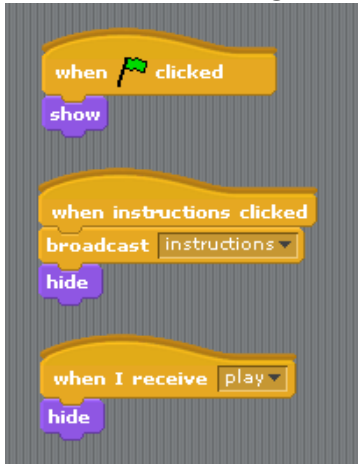 when clicked
show
when instructions clicked
broadcast instructions
hide
when I receive play
hide